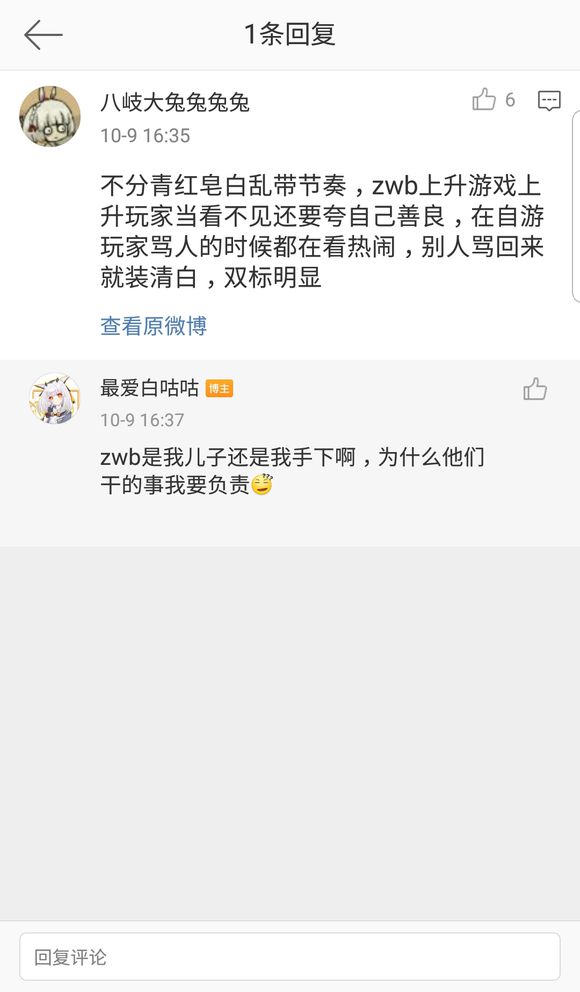 1条回复
八岐大兔兔兔兔
6
10-9 16:35
不分青红皂白乱带节奏，zwb上升游戏上
升玩家当看不见还要夸自己善良，在自游
玩家骂人的时候都在看热闹，别人骂回来
就装清白，双标明显
查看原微博
最爱白咕咕 博主
10-9 16:37
zwb是我儿子还是我手下啊，为什么他们
干的事我要负责
回复评论